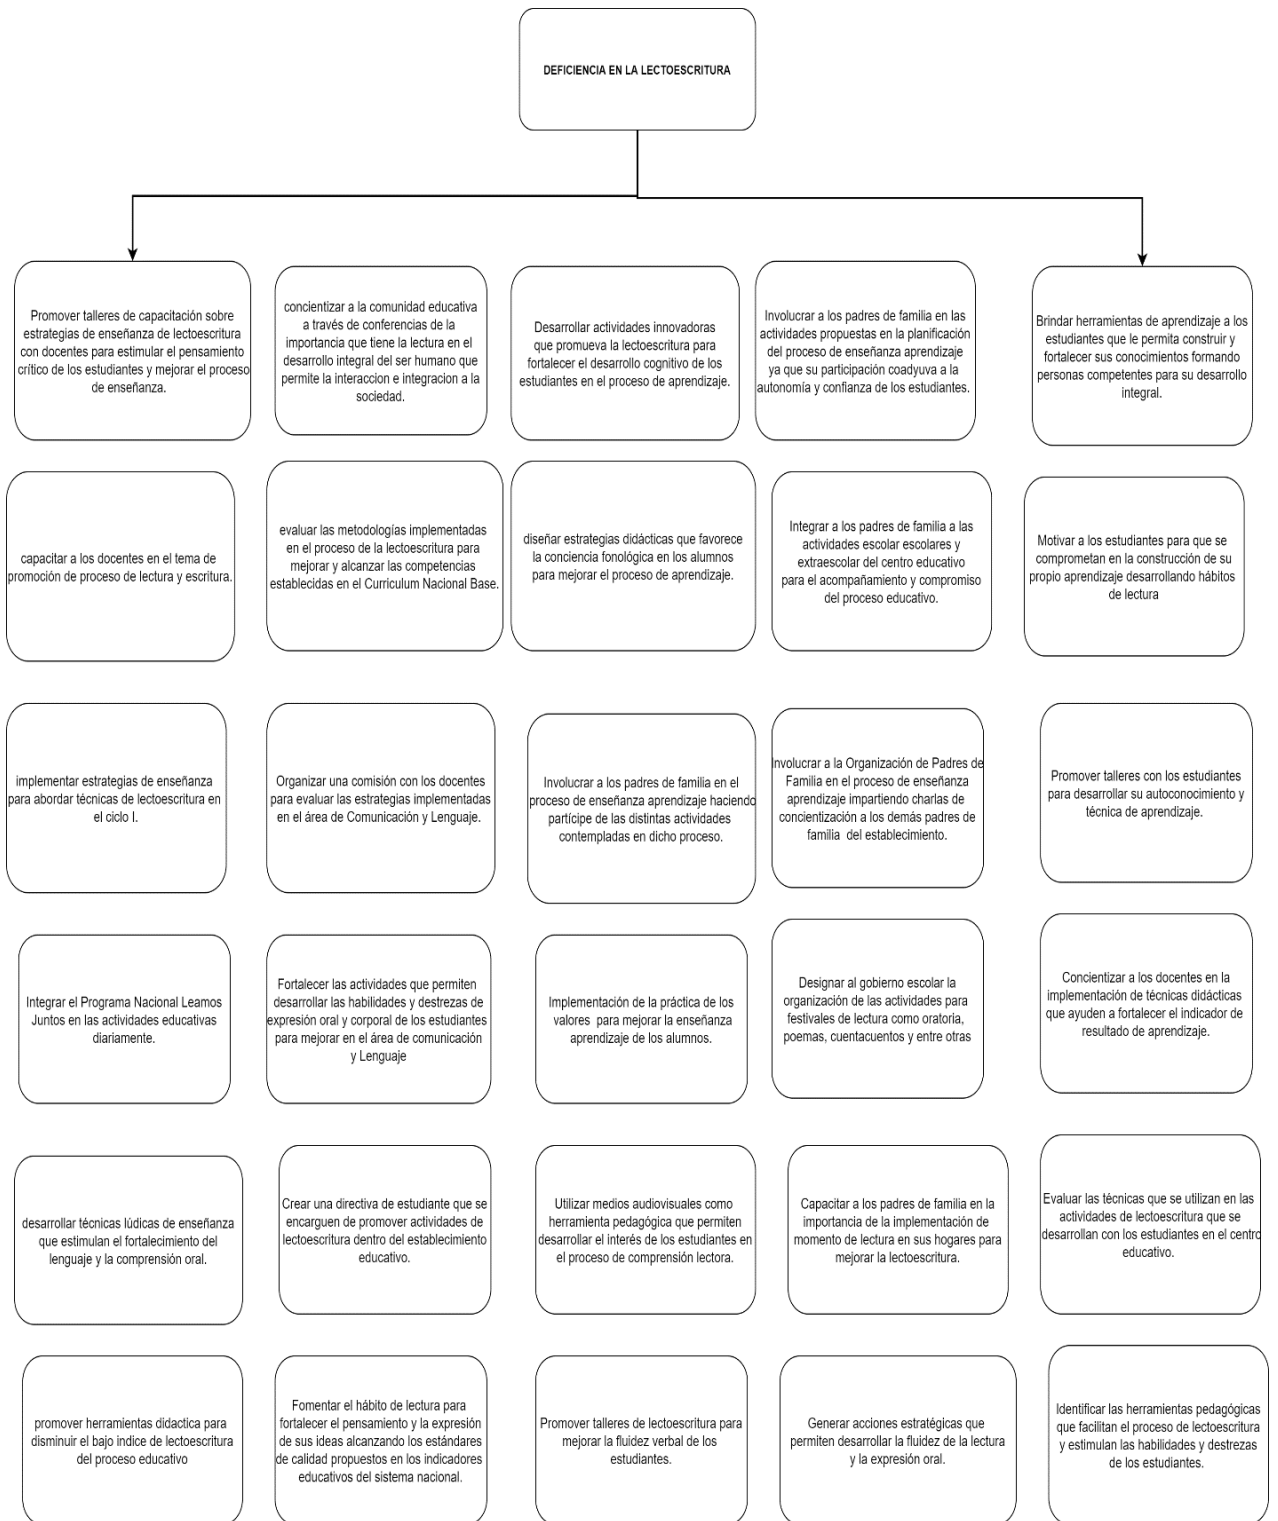 DEFICIENCIA EN LA LECTOESCRITURA
Promover talleres de capacitación sobre
estrategias de enseñanza de lectoescritura
con docentes para estimular el pensamiento
crítico de los estudiantes y mejorar el proceso
de enseñanza.
concientizar a la comunidad educativa
a través de conferencias de la
importancia que tiene la lectura en el
desarrollo integral del ser humano que
permite la interaccion e integracion a la
sociedad.
Desarrollar actividades innovadoras
que promueva la lectoescritura para
fortalecer el desarrollo cognitivo de los
estudiantes en el proceso de aprendizaje.
Involucrar a los padres de familia en las
actividades propuestas en la planificación
del proceso de enseñanza aprendizaje
ya que su participación coadyuva a la
autonomía y confianza de los estudiantes.
Brindar herramientas de aprendizaje a los
estudiantes que le permita construir y
fortalecer sus conocimientos formando
personas competentes para su desarrollo
integral.
capacitar a los docentes en el tema de
promoción de proceso de lectura y escritura.
evaluar las metodologías implementadas
en el proceso de la lectoescritura para
mejorar y alcanzar las competencias
establecidas en el Curriculum Nacional Base.
diseñar estrategias didácticas que favorece
la conciencia fonológica en los alumnos
para mejorar el proceso de aprendizaje.
Integrar a los padres de familia a las
actividades escolar escolares y
extraescolar del centro educativo
para el acompañamiento y compromiso
del proceso educativo.
Motivar a los estudiantes para que se
comprometan en la construcción de su
propio aprendizaje desarrollando hábitos
de lectura
implementar estrategias de enseñanza
para abordar técnicas de lectoescritura en
el ciclo I.
Organizar una comisión con los docentes
para evaluar las estrategias implementadas
en el área de Comunicación y Lenguaje.
Involucrar a los padres de familia en el
proceso de enseñanza aprendizaje haciendo
partícipe de las distintas actividades
contempladas en dicho proceso.
Involucrar a la Organización de Padres de
Familia en el proceso de enseñanza
aprendizaje impartiendo charlas de
concientización a los demás padres de
familia del establecimiento.
Promover talleres con los estudiantes
para desarrollar su autoconocimiento y
técnica de aprendizaje.
Integrar el Programa Nacional Leamos
Juntos en las actividades educativas
diariamente.
Fortalecer las actividades que permiten
desarrollar las habilidades y destrezas de
expresión oral y corporal de los estudiantes
para mejorar en el área de comunicación
y Lenguaje
Implementación de la práctica de los
valores para mejorar la enseñanza
aprendizaje de los alumnos.
Designar al gobierno escolar la
organización de las actividades para
festivales de lectura como oratoria,
poemas, cuentacuentos y entre otras
Concientizar a los docentes en la
implementación de técnicas didácticas
que ayuden a fortalecer el indicador de
resultado de aprendizaje.
desarrollar técnicas lúdicas de enseñanza
que estimulan el fortalecimiento del
lenguaje y la comprensión oral.
Crear una directiva de estudiante que se
encarguen de promover actividades de
lectoescritura dentro del establecimiento
educativo.
Utilizar medios audiovisuales como
herramienta pedagógica que permiten
desarrollar el interés de los estudiantes en
el proceso de comprensión lectora.
Capacitar a los padres de familia en la
importancia de la implementación de
momento de lectura en sus hogares para
mejorar la lectoescritura.
Evaluar las técnicas que se utilizan en las
actividades de lectoescritura que se
desarrollan con los estudiantes en el centro
educativo.
promover herramientas didactica para
disminuir el bajo indice de lectoescritura
del proceso educativo
Fomentar el hábito de lectura para
fortalecer el pensamiento y la expresión
de sus ideas alcanzando los estándares
de calidad propuestos en los indicadores
educativos del sistema nacional.
Promover talleres de lectoescritura para
mejorar la fluidez verbal de los
estudiantes.
Generar acciones estratégicas que
permiten desarrollar la fluidez de la lectura
y la expresión oral.
Identificar las herramientas pedagógicas
que facilitan el proceso de lectoescritura
y estimulan las habilidades y destrezas
de los estudiantes.